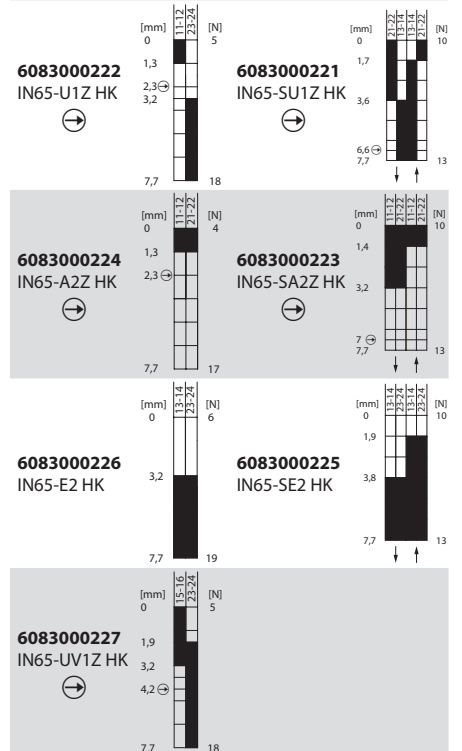 11-12 23-24
[mm] [N]
0 5
1,3
2,3
3,2
7,7 18
6083000222
IN65-U1Z HK
21-22 13-14 13-14 21-22
[mm] [N]
0 10
1,7
3,6
6,6
7,7 13
6083000221
IN65-SU1Z HK
11-12 21-22
[mm] [N]
0 4
1,3
2,3
7,7 17
6083000224
IN65-A2Z HK
11-12 21-22 11-12 21-22
[mm] [N]
0 10
1,4
3,2
7
7,7 13
6083000223
IN65-SA2Z HK
13-14 23-24
[mm] [N]
0 6
3,2
7,7 19
6083000226
IN65-E2 HK
13-14 23-24 13-14 23-24
[mm] [N]
0 10
1,9
3,8
7,7 13
6083000225
IN65-SE2 HK
15-16 23-24
[mm] [N]
0 5
1,9
3,2
4,2
7,7 18
6083000227
IN65-UV1Z HK